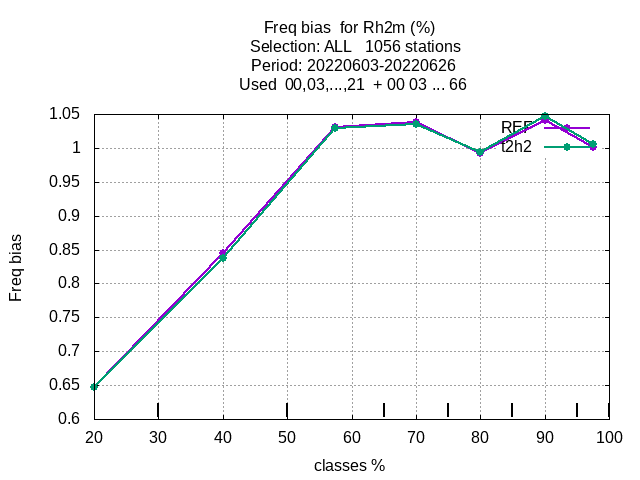 Freq bias  for Rh2m (%)
Selection: ALL   1056 stations
Period: 20220603-20220626
Used  00,03,...,21  + 00 03 ... 66
1.05
REF
1
t2h2
0.95
0.9
0.85
0.8
0.75
0.7
0.65
0.6
Freq bias
20 30 40 50 60 70 80 90 100
classes %